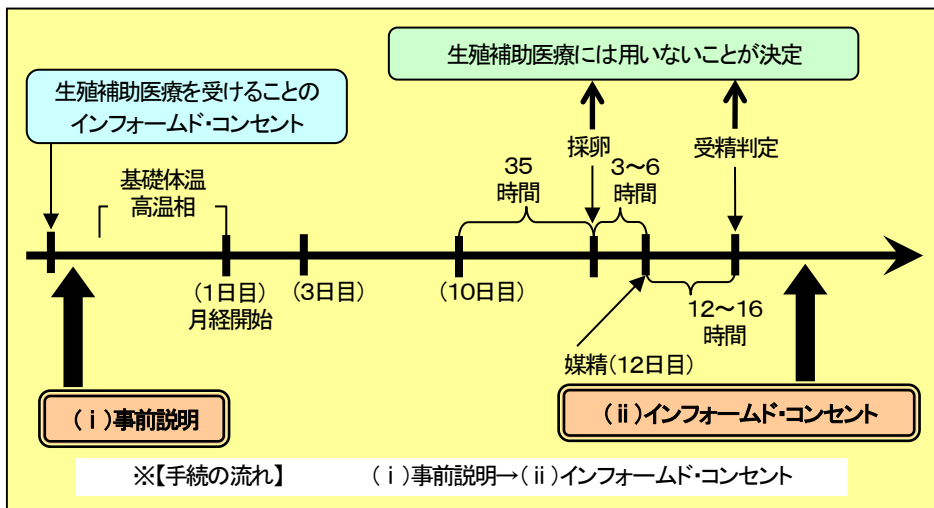 生殖補助医療には用いないことが決定
生殖補助医療を受けることの
インフォームド・コンセント
採卵
受精判定
基礎体温
高温相
35
時間
3～6
時間
(1日目)
月経開始
(3日目)
(10日目)
12～16
時間
媒精(12日目)
(ⅰ)事前説明
(ⅱ)インフォームド・コンセント
※【手続の流れ】 (ⅰ)事前説明→(ⅱ)インフォームド・コンセント